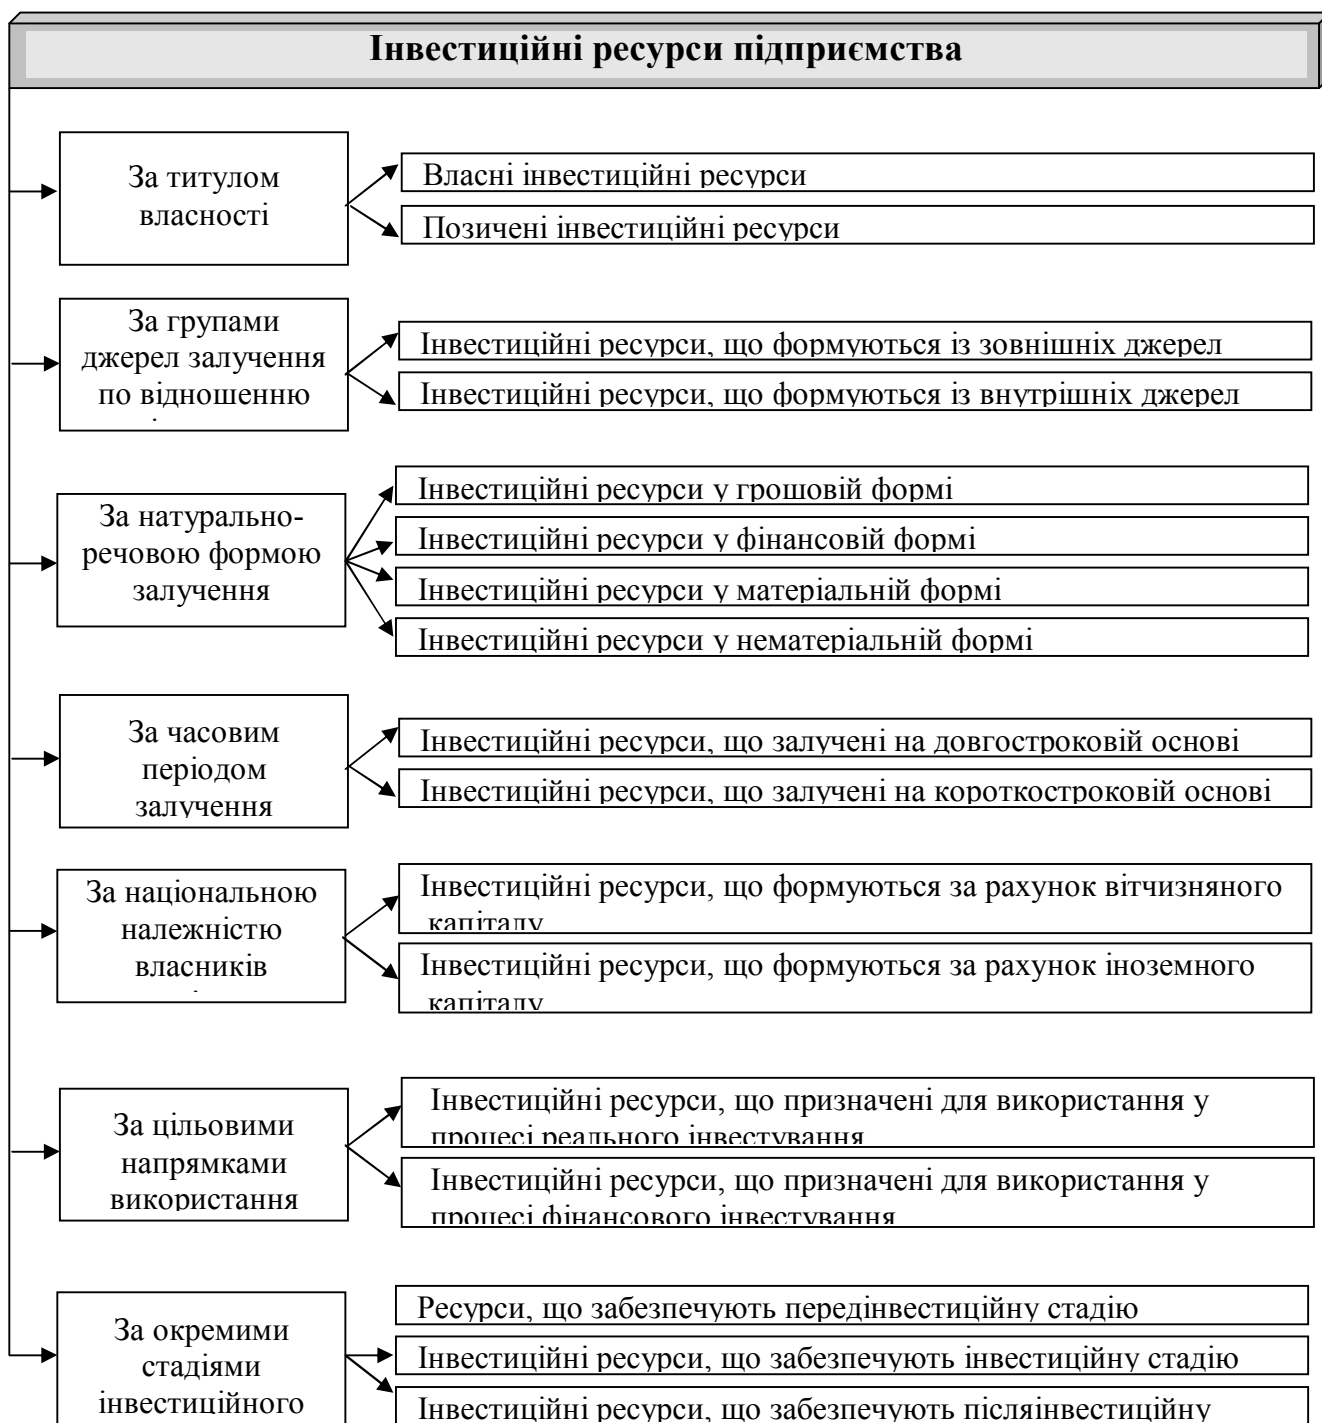 Інвестиційні ресурси підприємства
За титулом
власності
Власні інвестиційні ресурси
Позичені інвестиційні ресурси
За групами
джерел залучення
по відношенню
Інвестиційні ресурси, що формуються із зовнішніх джерел
Інвестиційні ресурси, що формуються із внутрішніх джерел
За натурально-
речовою формою
залучення
Інвестиційні ресурси у грошовій формі
Інвестиційні ресурси у фінансовій формі
Інвестиційні ресурси у матеріальній формі
Інвестиційні ресурси у нематеріальній формі
За часовим
періодом
залучення
Інвестиційні ресурси, що залучені на довгостроковій основі
Інвестиційні ресурси, що залучені на короткостроковій основі
За національною
належністю
власників
Інвестиційні ресурси, що формуються за рахунок вітчизняного
капіталу
Інвестиційні ресурси, що формуються за рахунок іноземного
капіталу
За цільовими
напрямками
використання
Інвестиційні ресурси, що призначені для використання у
процесі реального інвестування
Інвестиційні ресурси, що призначені для використання у
процесі фінансового інвестування
За окремими
стадіями
інвестиційного
Ресурси, що забезпечують передінвестиційну стадію
Інвестиційні ресурси, що забезпечують інвестиційну стадію
Інвестиційні ресурси, що забезпечують післяінвестиційну